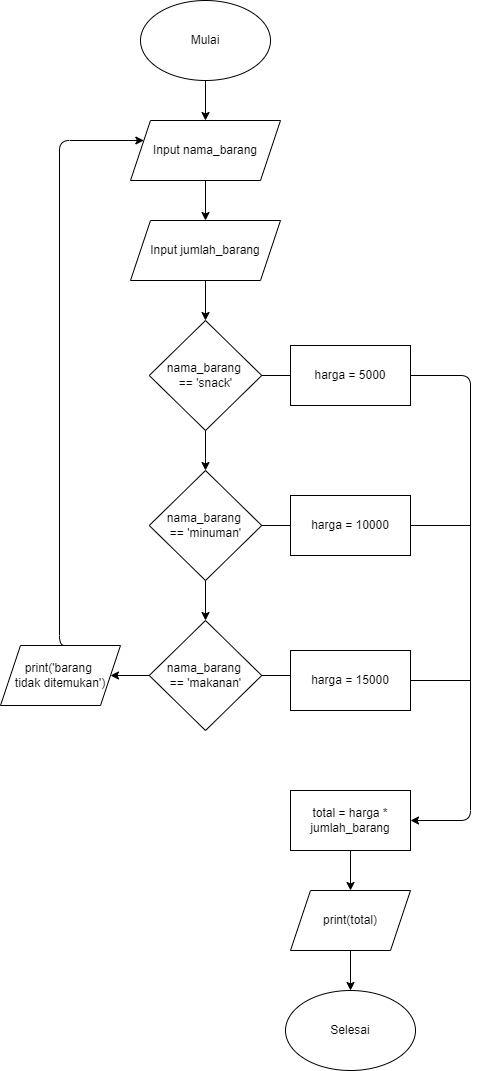 Mulai
Input nama_barang
Input jumlah_barang
nama_barang
== 'snack'
harga = 5000
nama_barang
== 'minuman'
harga = 10000
nama_barang
== 'makanan'
harga = 15000
print('barang
tidak ditemukan')
total = harga *
jumlah_barang
print(total)
Selesai